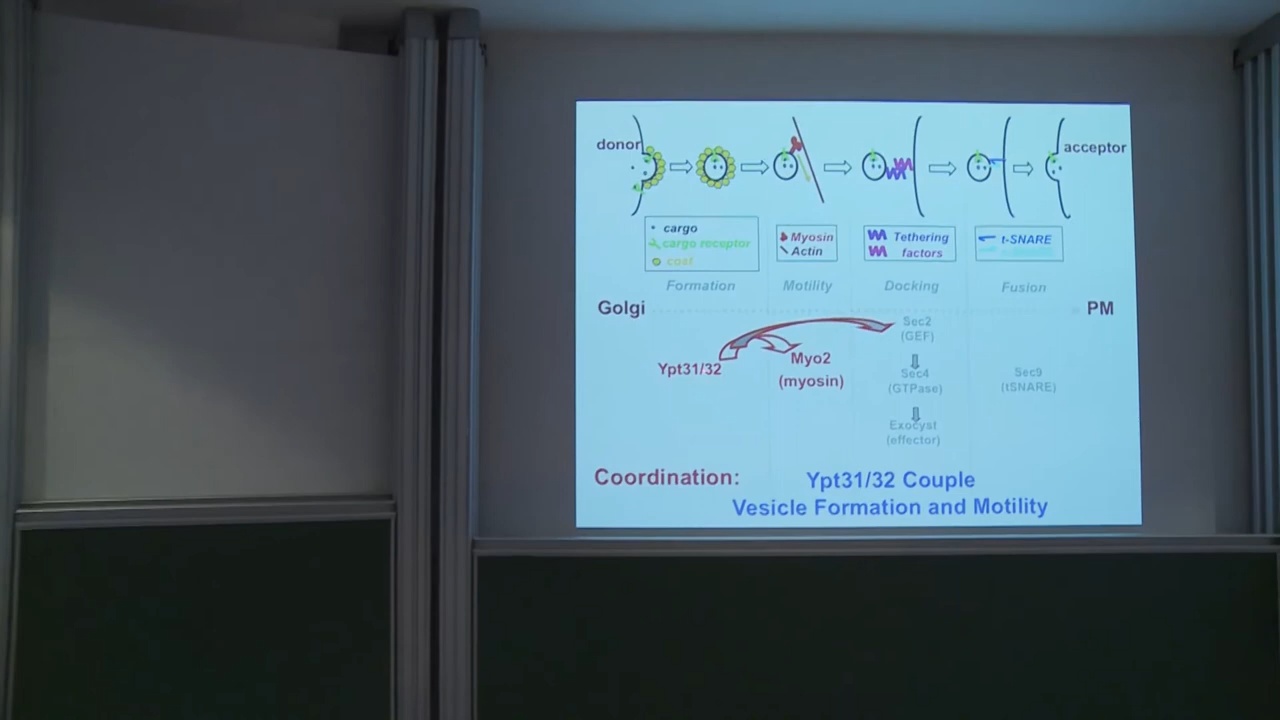 donor
acceptor
cargo
cargo receptor
coat
Myosin
Actin
Tethering
factors
t-SNARE
Formation
Motility
Docking
Fusion
Golgi
PM
Sec2
(GEF)
Ypt31/32
Myo2
(myosin)
Sec4
(GTPase)
Sec9
(tSNARE)
Exocyst
(effector)
Coordination:
Ypt31/32 Couple
Vesicle Formation and Motility